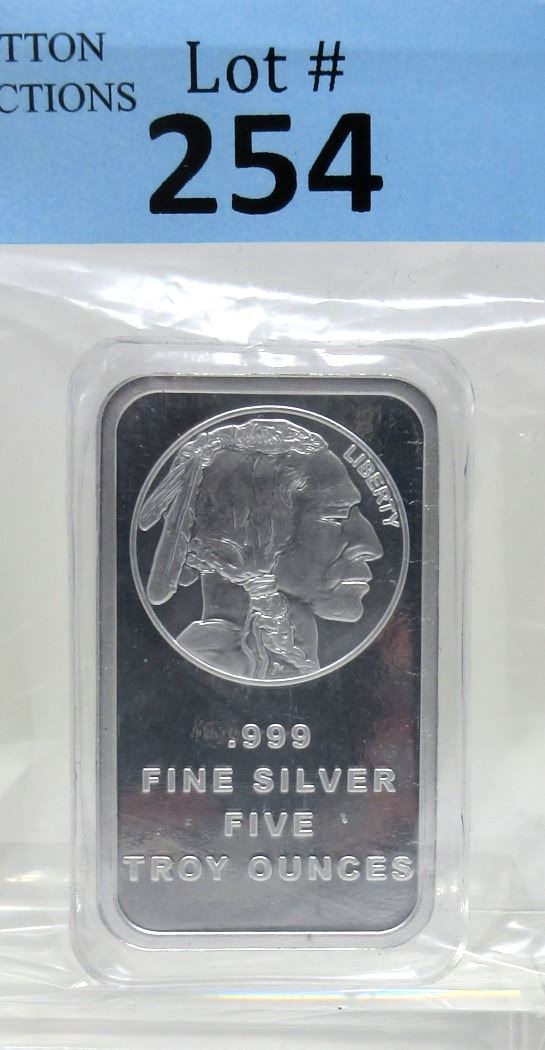 TTON
CTIONS
Lot #
254
LIBERTY
.999
FINE SILVER
FIVE
TROY OUNCES